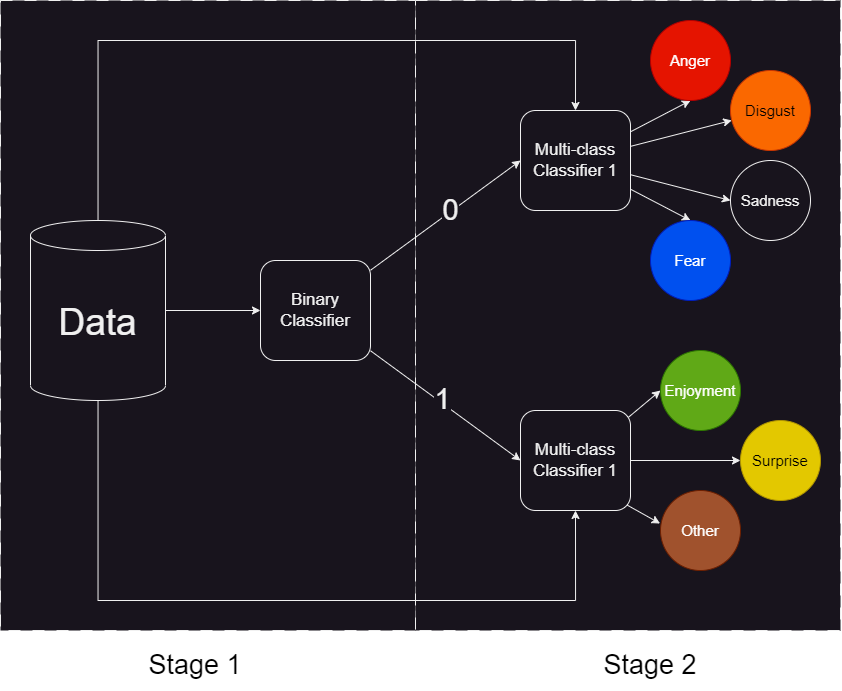 Data
Binary
Classifier
0
1
Multi-class
Classifier 1
Anger
Disgust
Sadness
Fear
Multi-class
Classifier 1
Enjoyment
Surprise
Other
Stage 1
Stage 2